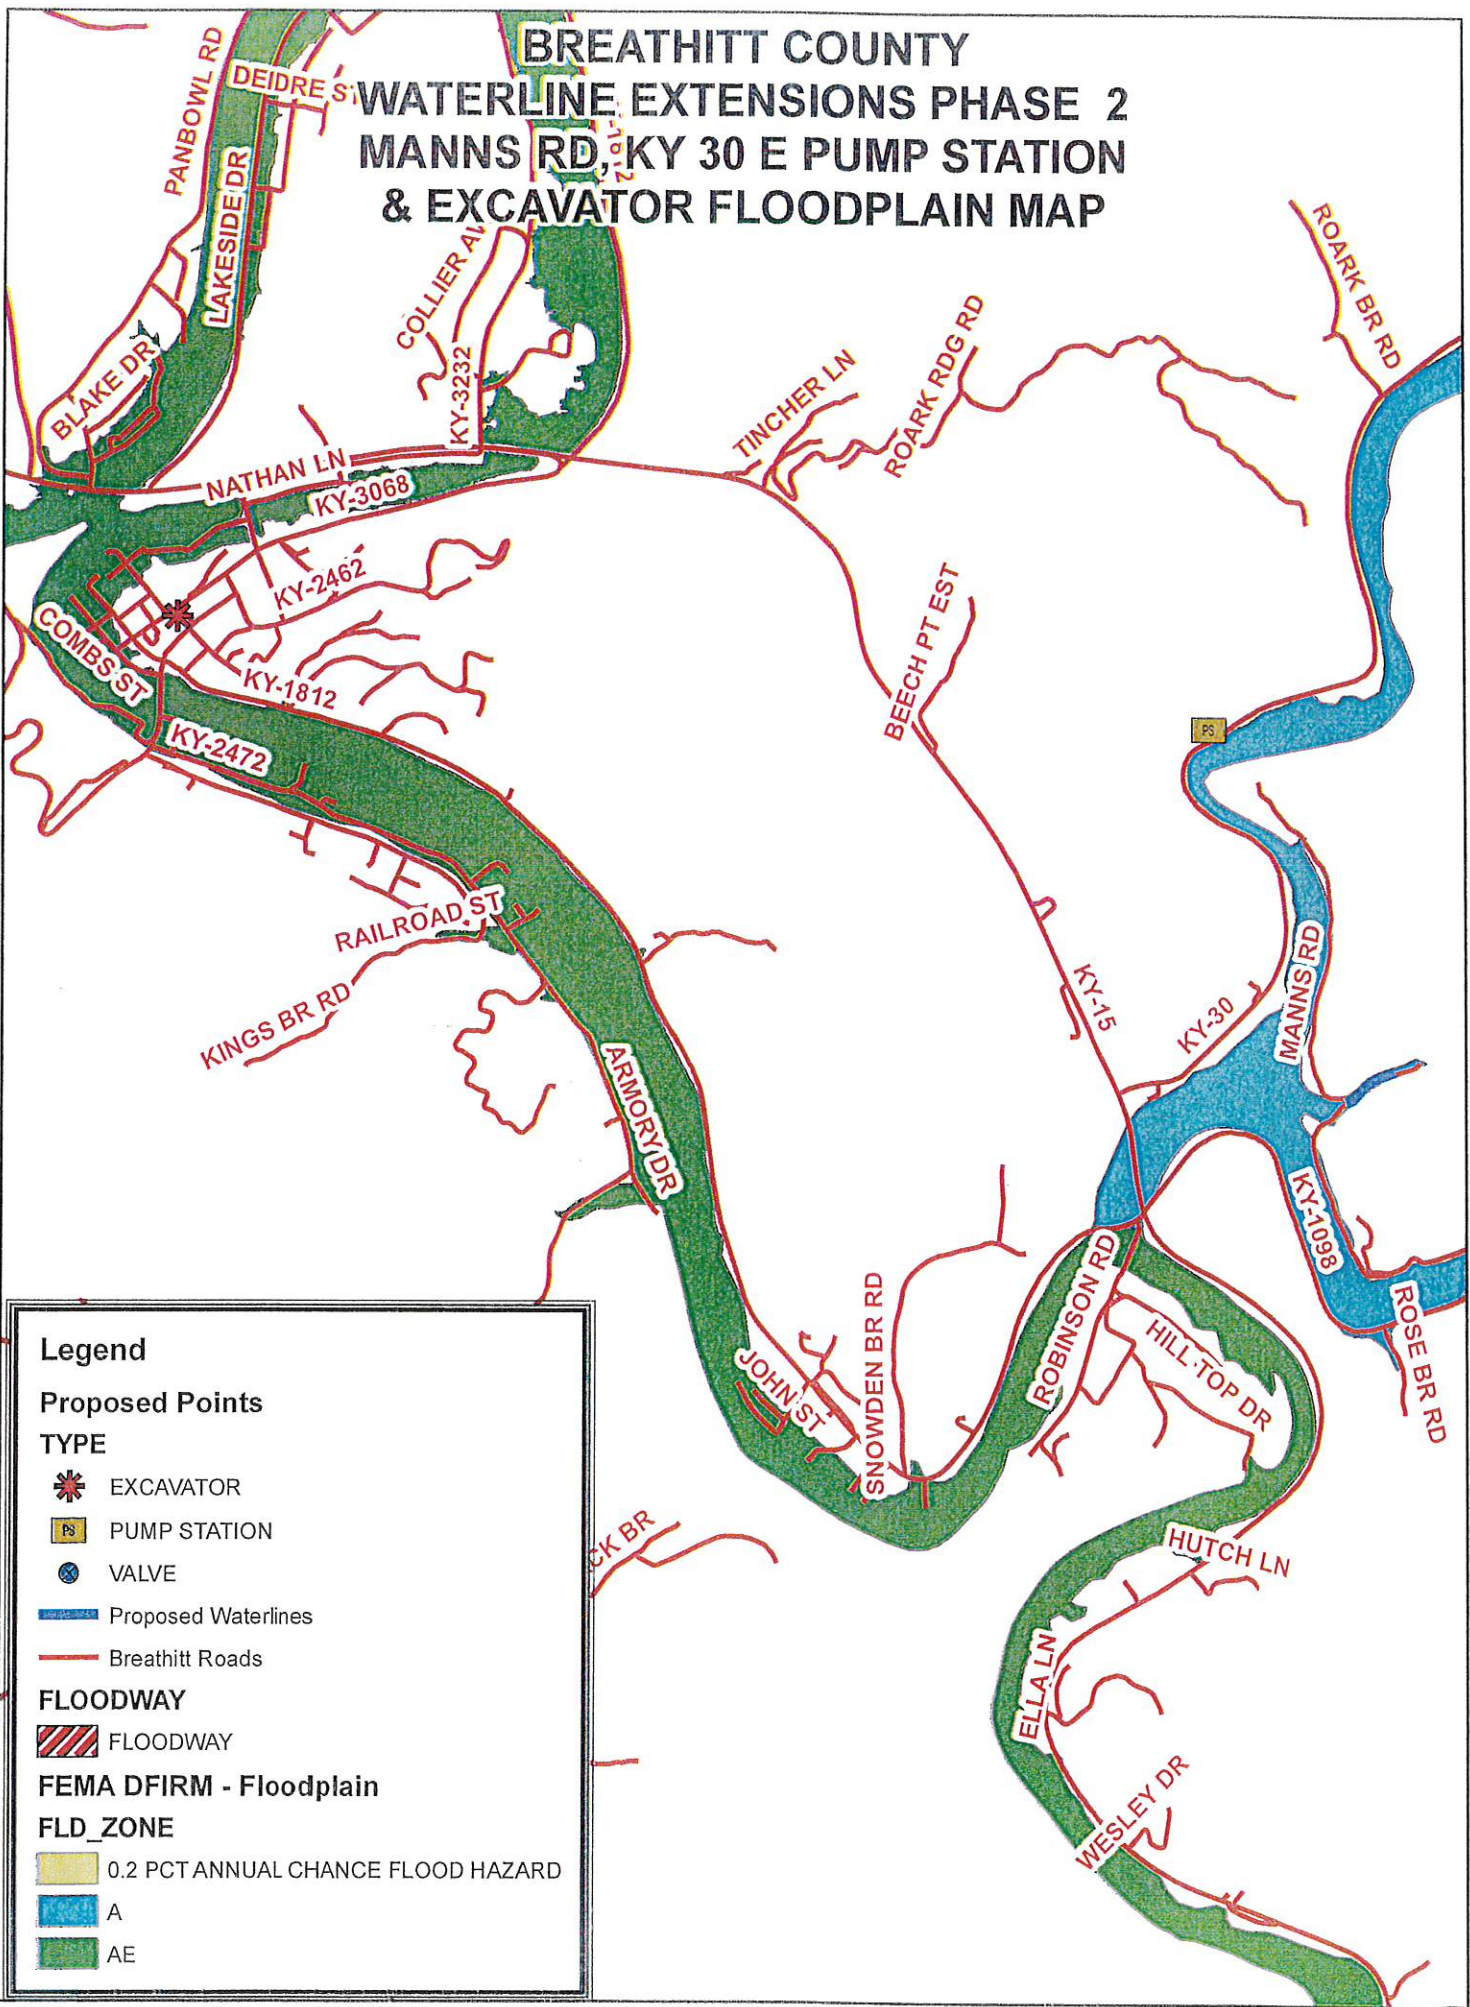 BREATHITT COUNTY
WATERLINE EXTENSIONS PHASE 2
MANNS RD, KY 30 E PUMP STATION
& EXCAVATOR FLOODPLAIN MAP
PANBOWL RD
DEIDRE S
LAKESIDE DR
BLAKE DR
COLLIER AV
KY-3232
NATHAN LN
KY-3068
TINCHER LN
ROARK RDG RD
ROARK BR RD
KY-2462
COMBS ST
KY-1812
KY-2472
BEECH PT EST
PS
RAILROAD ST
KINGS BR RD
ARMORY DR
KY-15
KY-30
MANNS RD
KY-1098
ROSE BR RD
ROBINSON RD
HILL TOP DR
SNOWDEN BR RD
JOHN ST
CK BR
HUTCH LN
ELLA LN
WESLEY DR
Legend
Proposed Points
TYPE
EXCAVATOR
PS PUMP STATION
VALVE
Proposed Waterlines
Breathitt Roads
FLOODWAY
FLOODWAY
FEMA DFIRM - Floodplain
FLD_ZONE
0.2 PCT ANNUAL CHANCE FLOOD HAZARD
A
AE